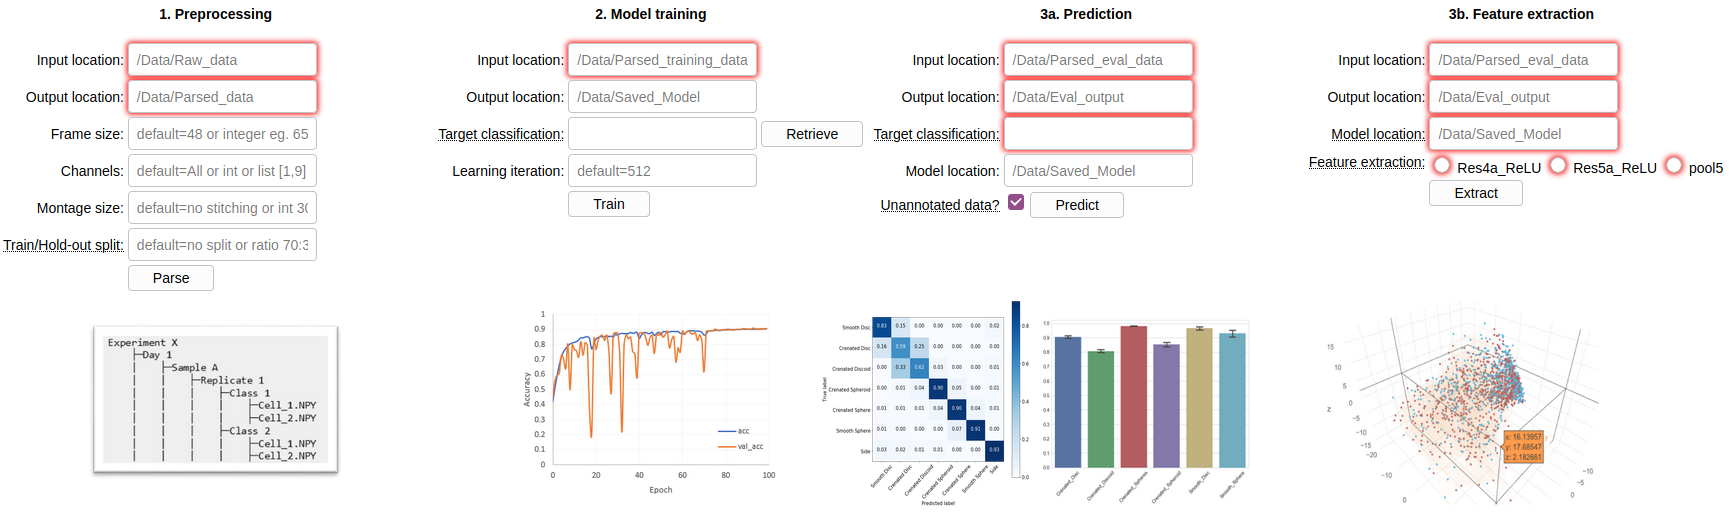 1. Preprocessing
Input location: /Data/Raw_data
Output location: /Data/Parsed_data
Frame size: default=48 or integer eg. 65
Channels: default=All or int or list [1,9]
Montage size: default=no stitching or int 30
Train/Hold-out split: default=no split or ratio 70:3
Parse
Experiment X
Day 1
Sample A
Replicate 1
Class 1
Cell_1.NPY
Cell_2.NPY
Class 2
Cell_1.NPY
Cell_2.NPY
2. Model training
Input location: /Data/Parsed_training_data
Output location: /Data/Saved_Model
Target classification: Retrieve
Learning iteration: default=512
Train
1
0.9
0.8
0.7
0.6
0.5
0.4
0.3
0.2
0.1
0
Accuracy
acc
val_acc
0 20 40 60 80 100
Epoch
3a. Prediction
Input location: /Data/Parsed_eval_data
Output location: /Data/Eval_output
Target classification:
Model location: /Data/Saved_Model
Unannotated data? Predict
True label
Smooth Disc 0.83 0.15 0.00 0.00 0.00 0.00 0.02
Crenated Disc 0.16 0.59 0.25 0.00 0.00 0.00 0.00
Crenated Discoid 0.00 0.33 0.62 0.03 0.00 0.00 0.01
Crenated Spheroid 0.00 0.01 0.04 0.90 0.05 0.00 0.01
Crenated Sphere 0.01 0.01 0.00 0.04 0.90 0.04 0.01
Smooth Sphere 0.00 0.00 0.00 0.00 0.07 0.91 0.00
Side 0.03 0.02 0.01 0.01 0.00 0.00 0.93
Smooth Disc
Crenated Disc
Crenated Discoid
Crenated Spheroid
Crenated Sphere
Smooth Sphere
Side
Predicted label
0.8
0.6
0.4
0.2
0.0
1.0
0.9
0.8
0.7
0.6
0.5
0.4
0.3
0.2
0.1
0.0
Crenated_Disc
Crenated_Discoid
Crenated_Spheres
Crenated_Spheroid
Smooth_Disc
Smooth_Sphere
3b. Feature extraction
Input location: /Data/Parsed_eval_data
Output location: /Data/Eval_output
Model location: /Data/Saved_Model
Feature extraction: Res4a_ReLU Res5a_ReLU pool5
Extract
15
10
5
0
−5
−10
−15
−20
z
−10
0
x: 16.13957
y: 17.68547
z: 2.182661
y
−10
−5
0